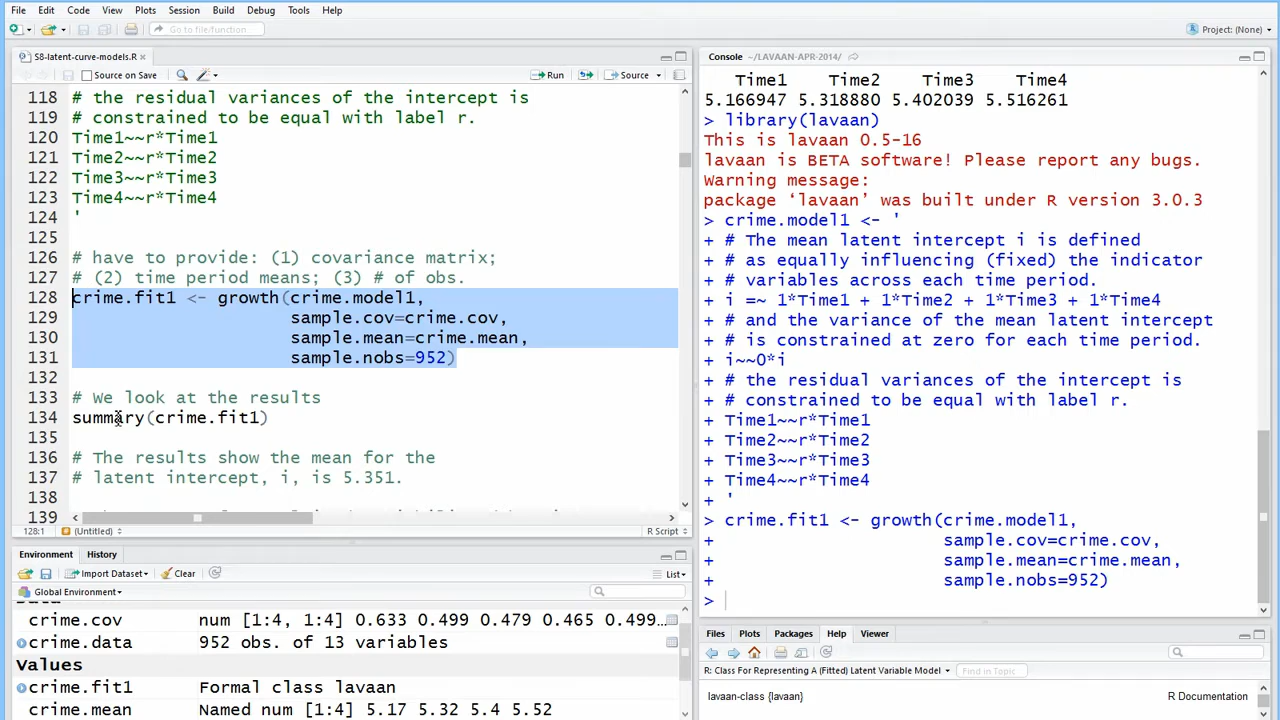 File Edit Code View Plots Session Build Debug Tools Help
Go to file/function
Project: (None)
S8-latent-curve-models.R
Source on Save
Run
Source
118 # the residual variances of the intercept is
119 # constrained to be equal with label r.
120 Time1~~r*Time1
121 Time2~~r*Time2
122 Time3~~r*Time3
123 Time4~~r*Time4
124 '
125
126 # have to provide: (1) covariance matrix;
127 # (2) time period means; (3) # of obs.
128 crime.fit1 <- growth(crime.model1,
129 sample.cov=crime.cov,
130 sample.mean=crime.mean,
131 sample.nobs=952)
132
133 # We look at the results
134 summary(crime.fit1)
135
136 # The results show the mean for the
137 # latent intercept, i, is 5.351.
138
139
128:1 (Untitled) R Script
Environment History
Import Dataset Clear List
Global Environment
crime.cov num [1:4, 1:4] 0.633 0.499 0.479 0.465 0.499...
crime.data 952 obs. of 13 variables
Values
crime.fit1 Formal class lavaan
crime.mean Named num [1:4] 5.17 5.32 5.4 5.52
Console ~/LAVAAN-APR-2014/
Time1 Time2 Time3 Time4
5.166947 5.318880 5.402039 5.516261
> library(lavaan)
This is lavaan 0.5-16
lavaan is BETA software! Please report any bugs.
Warning message:
package ‘lavaan’ was built under R version 3.0.3
> crime.model1 <- '
+ # The mean latent intercept i is defined
+ # as equally influencing (fixed) the indicator
+ # variables across each time period.
+ i =~ 1*Time1 + 1*Time2 + 1*Time3 + 1*Time4
+ # and the variance of the mean latent intercept
+ # is constrained at zero for each time period.
+ i~~0*i
+ # the residual variances of the intercept is
+ # constrained to be equal with label r.
+ Time1~~r*Time1
+ Time2~~r*Time2
+ Time3~~r*Time3
+ Time4~~r*Time4
+ '
> crime.fit1 <- growth(crime.model1,
+ sample.cov=crime.cov,
+ sample.mean=crime.mean,
+ sample.nobs=952)
>
Files Plots Packages Help Viewer
R: Class For Representing A (Fitted) Latent Variable Model Find in Topic
lavaan-class {lavaan} R Documentation